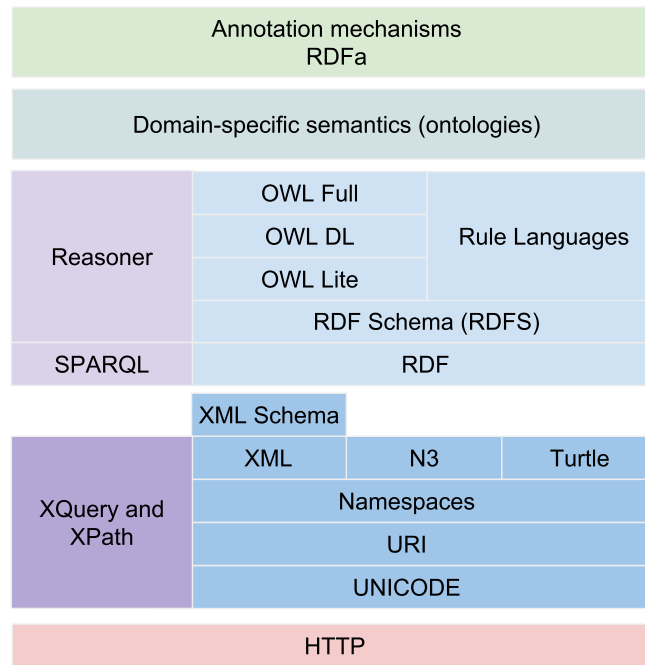 Annotation mechanisms
RDFa
Domain-specific semantics (ontologies)
Reasoner
OWL Full
OWL DL
OWL Lite
Rule Languages
RDF Schema (RDFS)
SPARQL
RDF
XML Schema
XQuery and
XPath
XML
N3
Turtle
Namespaces
URI
UNICODE
HTTP